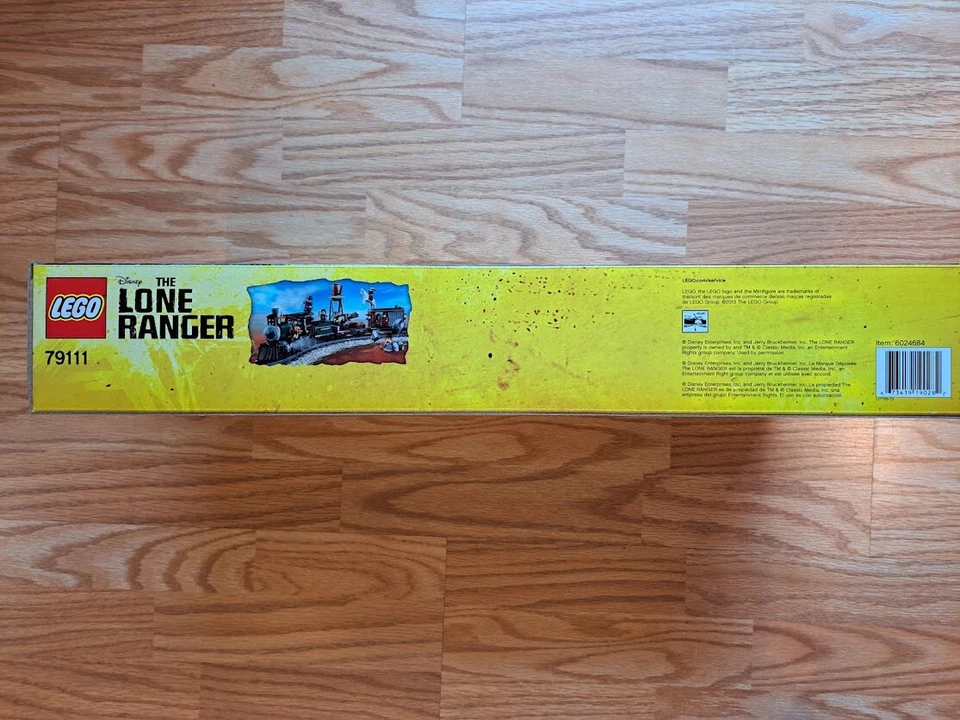 LEGO
Disney
THE
LONE
RANGER
79111
LEGO.com/service
LEGO, the LEGO logo and the Minifigure are trademarks of
the/sont des marques de commerce de/son marcas registradas
de LEGO Group. ©2013 The LEGO Group.
© Disney Enterprises, Inc. and Jerry Bruckheimer, Inc. The LONE RANGER
property is owned by and TM & © Classic Media, Inc. an Entertainment
Rights group company. Used by permission.
© Disney Enterprises, Inc. and Jerry Bruckheimer, Inc. La Marque Déposée
The LONE RANGER est la propriété de TM & © Classic Media, Inc., an
Entertainment Right group company et est utilisée avec accord.
© Disney Enterprises, Inc. and Jerry Bruckheimer, Inc. La propiedad The
LONE RANGER es de propiedad de TM & © Classic Media, Inc. una
empresa del grupo Entertainment Rights. El uso es con autorización.
Item: 6024684
6 73419 19028 2